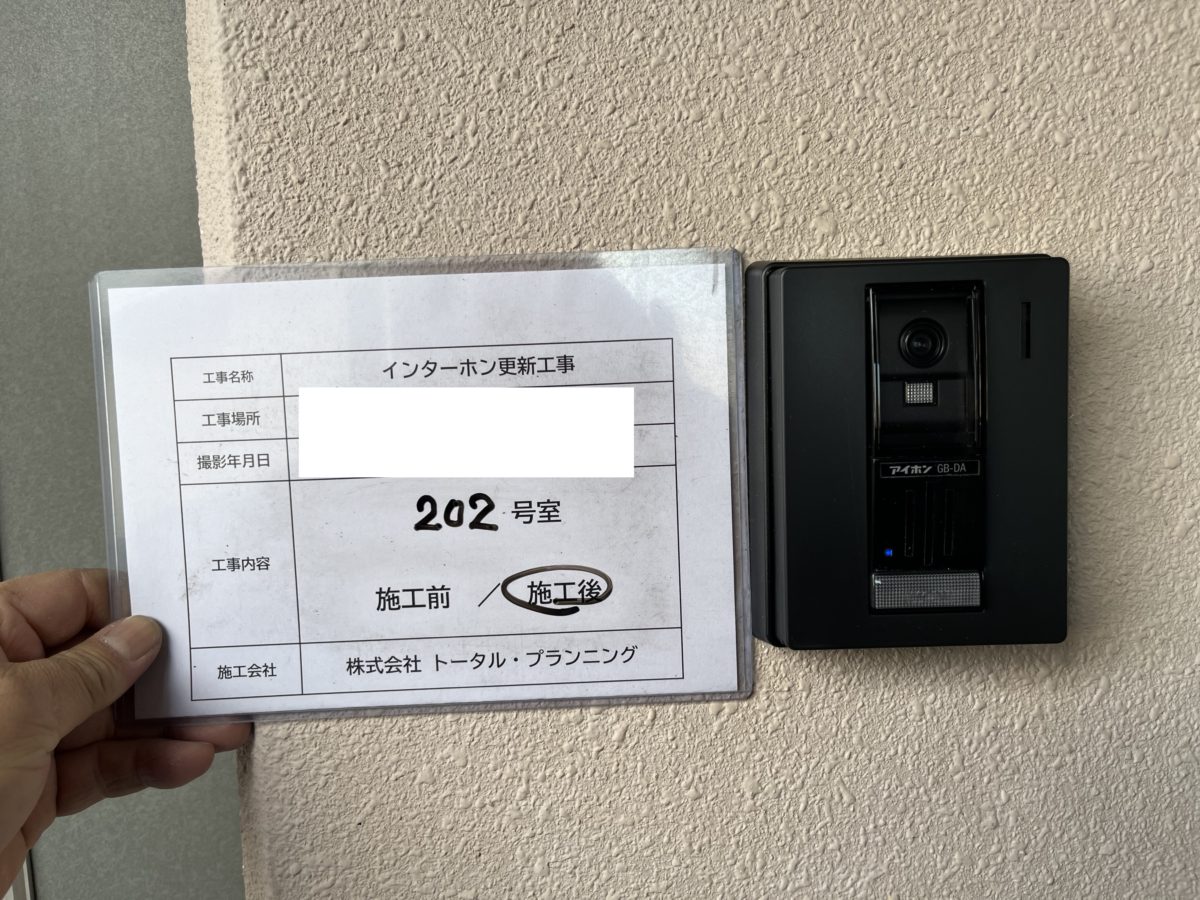 工事名称 インターホン更新工事
工事場所
撮影年月日
工事内容
202 号室
施工前 ／ 施工後
施工会社 株式会社 トータル・プランニング
アイホン GB-DA